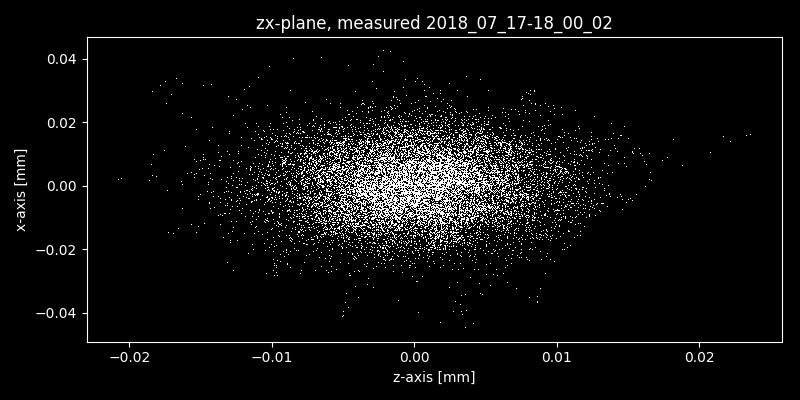 zx-plane, measured 2018_07_17-18_00_02
0.04
0.02
0.00
−0.02
−0.04
x-axis [mm]
−0.02 −0.01 0.00 0.01 0.02
z-axis [mm]